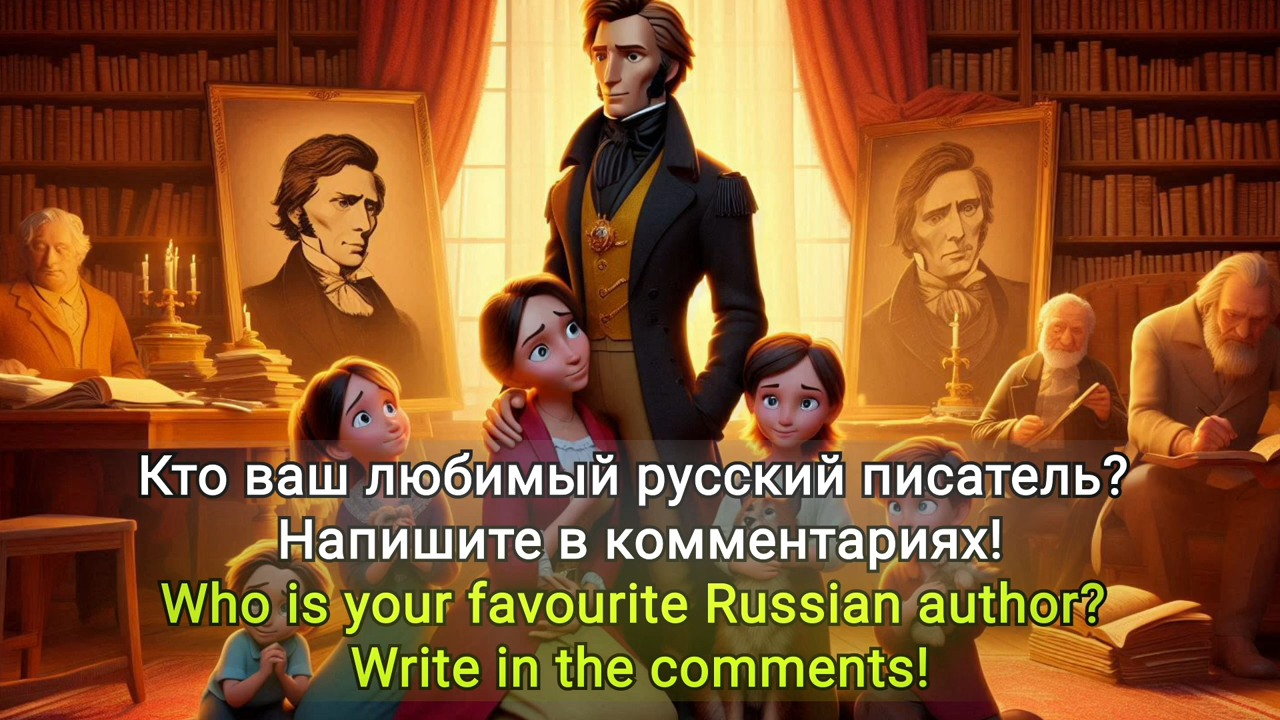 Кто ваш любимый русский писатель?
Напишите в комментариях!
Who is your favourite Russian author?
Write in the comments!